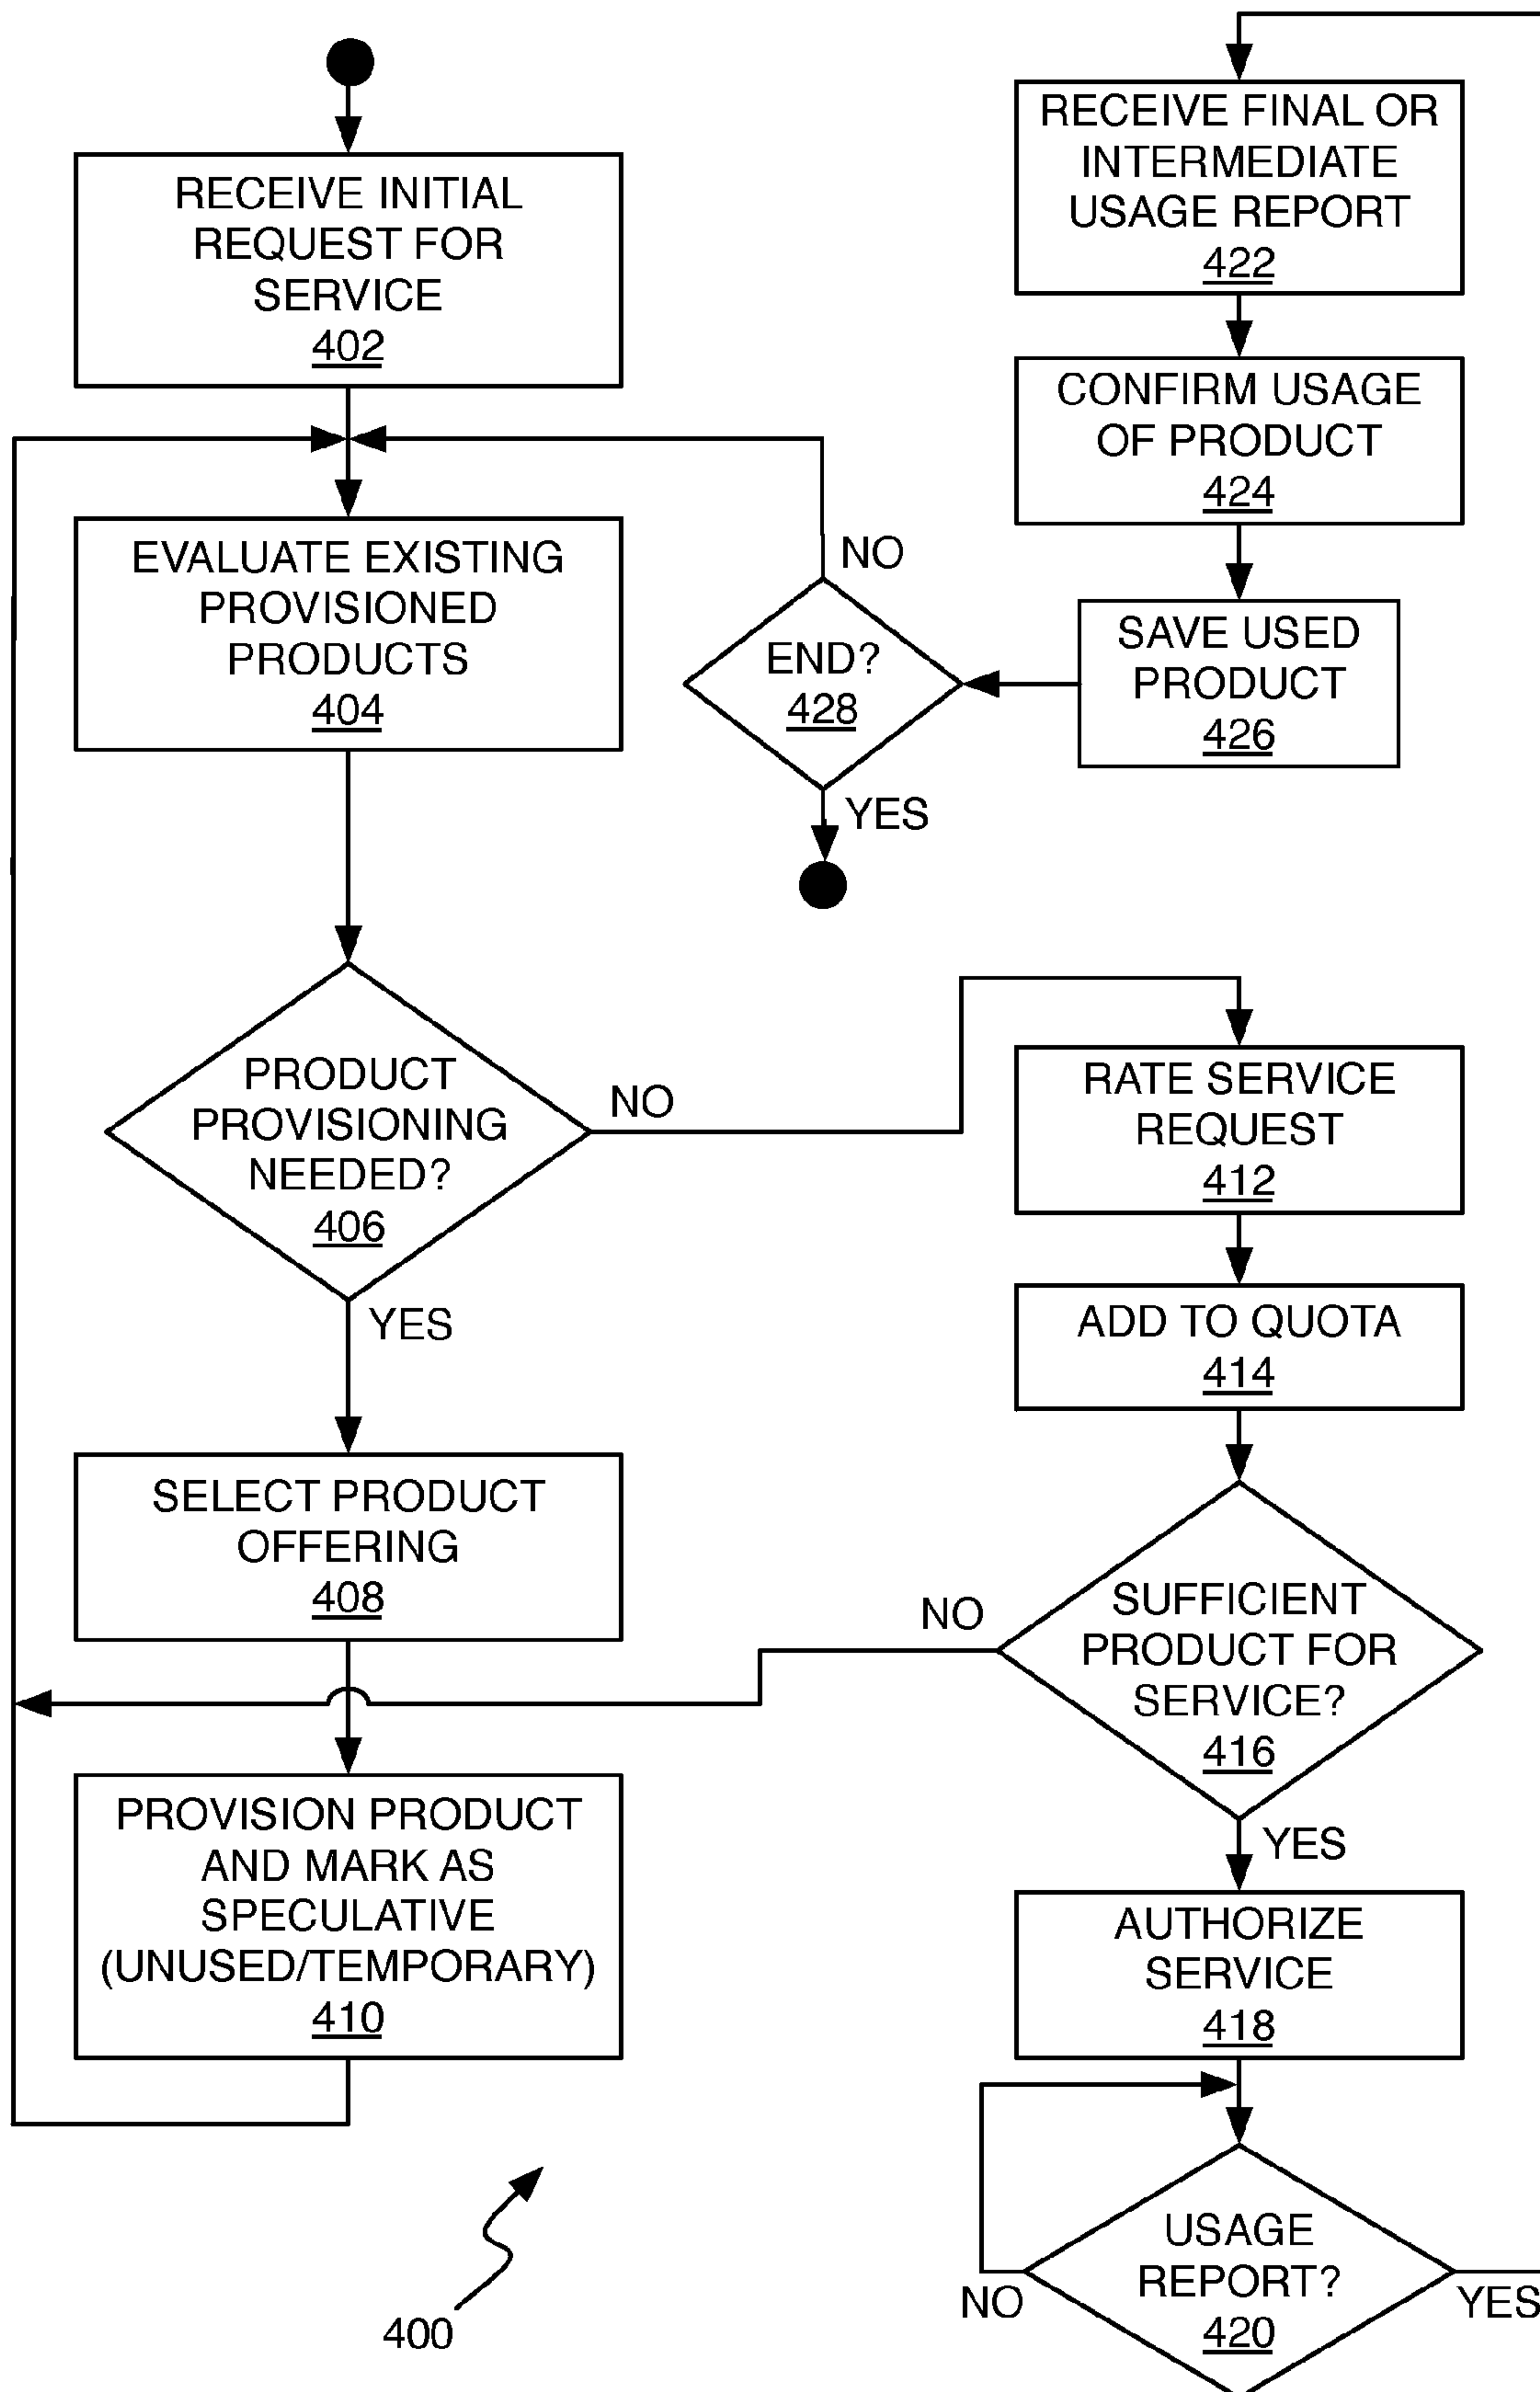 RECEIVE INITIAL
REQUEST FOR
SERVICE
402
EVALUATE EXISTING
PROVISIONED
PRODUCTS
404
PRODUCT
PROVISIONING
NEEDED?
406
NO
YES
SELECT PRODUCT
OFFERING
408
PROVISION PRODUCT
AND MARK AS
SPECULATIVE
(UNUSED/TEMPORARY)
410
RATE SERVICE
REQUEST
412
ADD TO QUOTA
414
SUFFICIENT
PRODUCT FOR
SERVICE?
416
NO
YES
AUTHORIZE
SERVICE
418
USAGE
REPORT?
420
NO
YES
RECEIVE FINAL OR
INTERMEDIATE
USAGE REPORT
422
CONFIRM USAGE
OF PRODUCT
424
SAVE USED
PRODUCT
426
END?
428
NO
YES
400